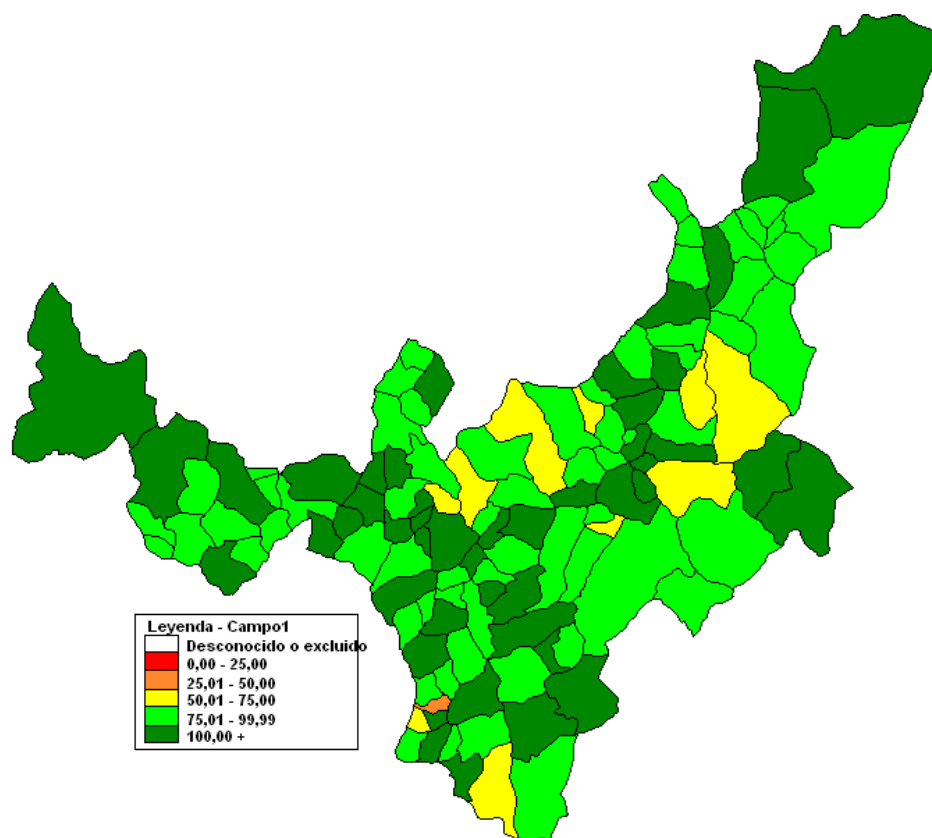 Leyenda - Campo1
Desconocido o excluido
0,00 - 25,00
25,01 - 50,00
50,01 - 75,00
75,01 - 99,99
100,00 +